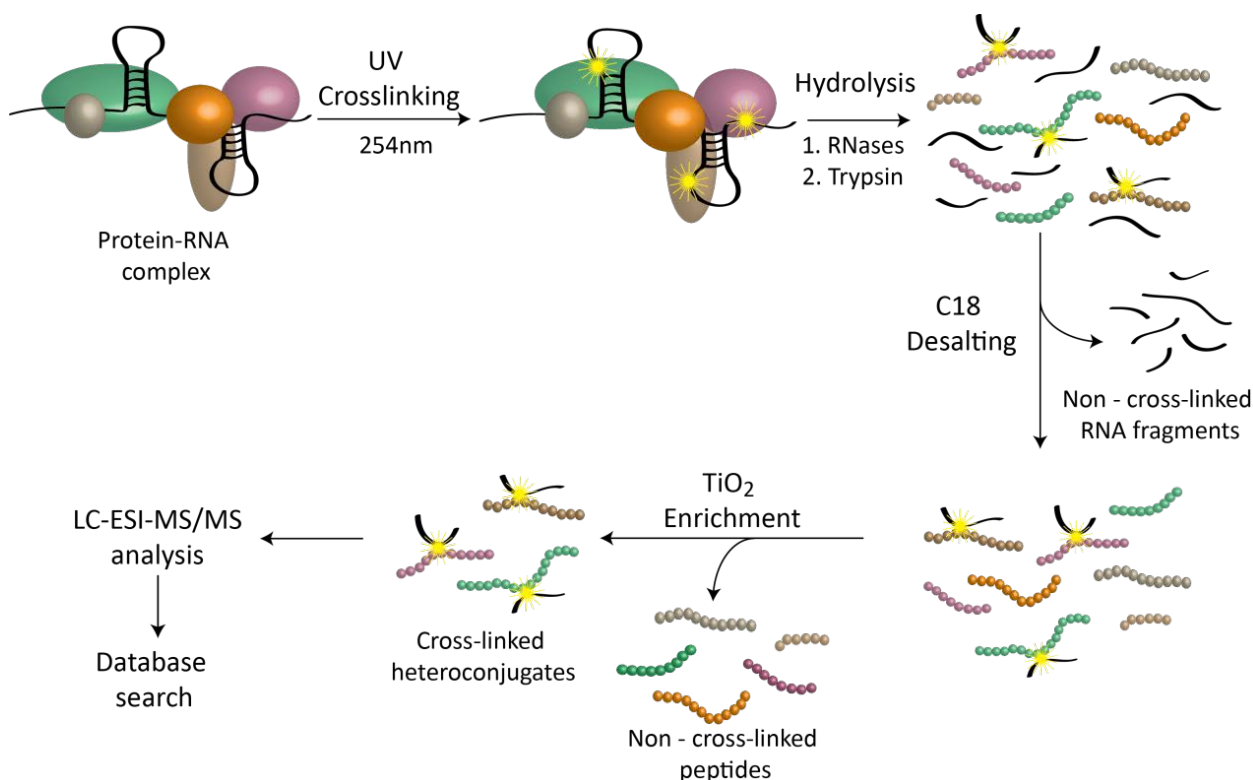 UV
Crosslinking
254nm
Protein-RNA
complex
Hydrolysis
1. RNases
2. Trypsin
C18
Desalting
Non - cross-linked
RNA fragments
TiO₂
Enrichment
Non - cross-linked
peptides
Cross-linked
heteroconjugates
LC-ESI-MS/MS
analysis
Database
search